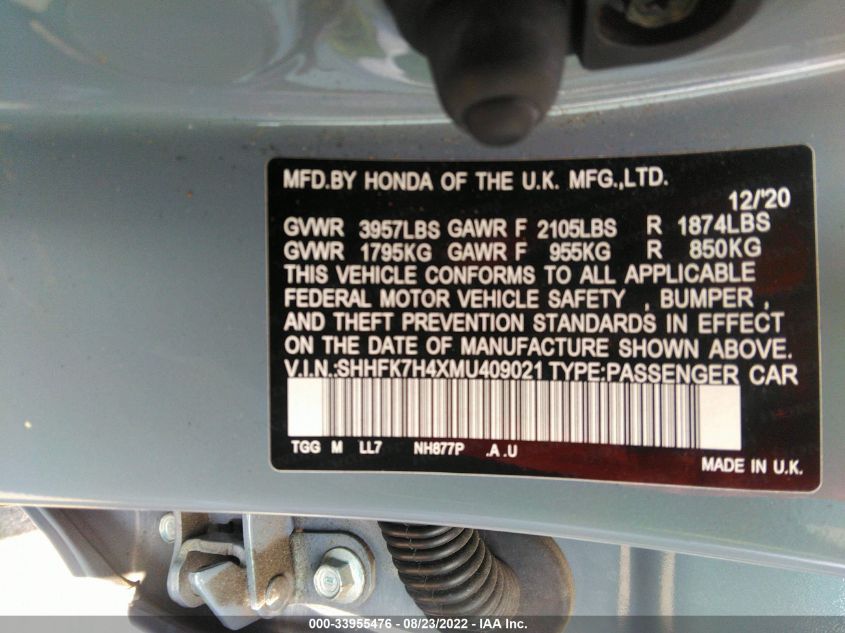 MFD.BY HONDA OF THE U.K. MFG.,LTD.
12/'20
GVWR 3957LBS GAWR F 2105LBS R 1874LBS
GVWR 1795KG GAWR F 955KG R 850KG
THIS VEHICLE CONFORMS TO ALL APPLICABLE
FEDERAL MOTOR VEHICLE SAFETY , BUMPER ,
AND THEFT PREVENTION STANDARDS IN EFFECT
ON THE DATE OF MANUFACTURE SHOWN ABOVE.
V.I.N.:SHHFK7H4XMU409021 TYPE:PASSENGER CAR
TGG M LL7 NH877P .A .U
MADE IN U.K.
000-33955476 - 08/23/2022 - IAA Inc.